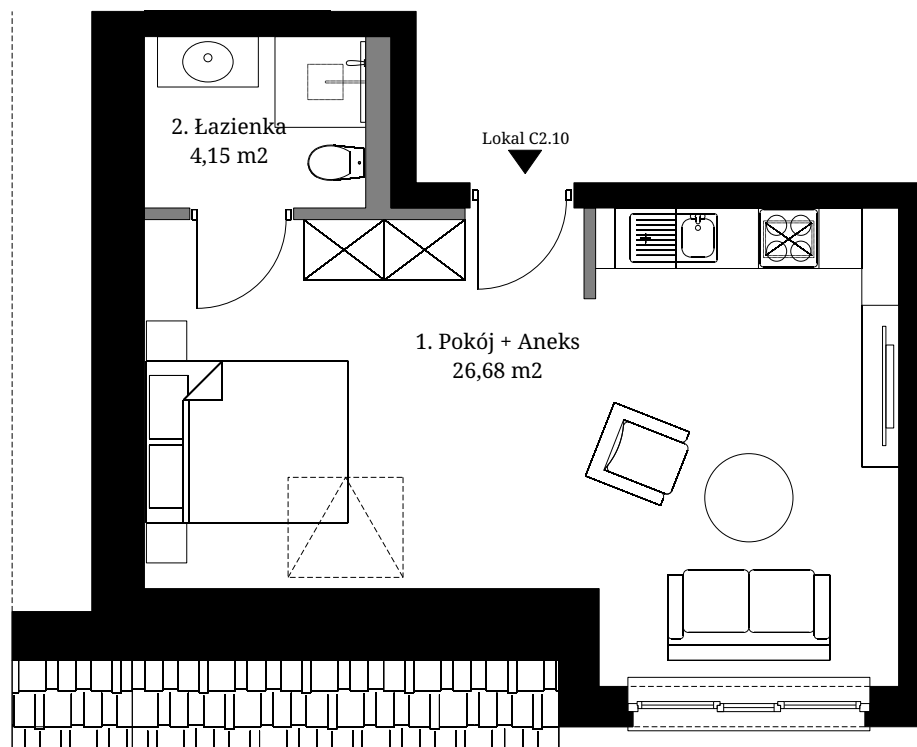 2. Łazienka
4,15 m2
Lokal C2.10
1. Pokój + Aneks
26,68 m2